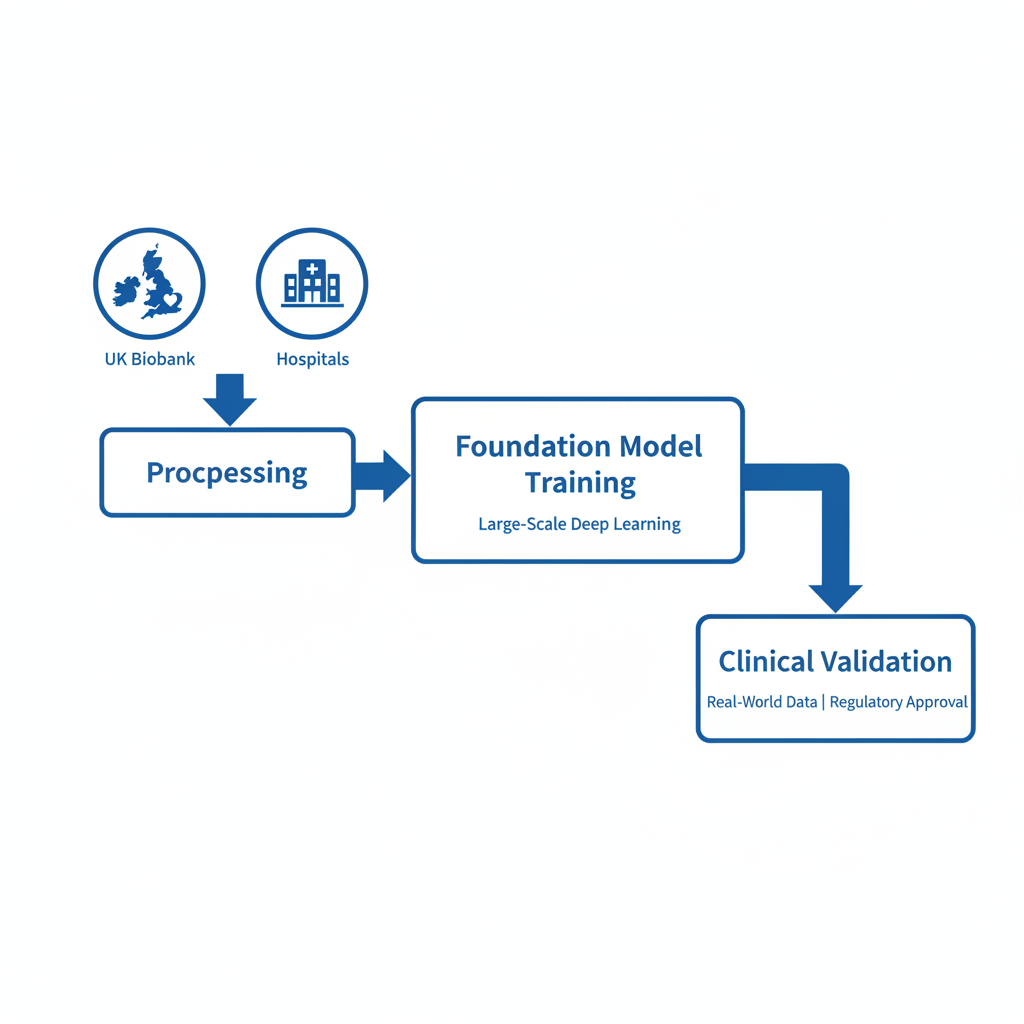 UK Biobank
Hospitals
Procpessing
Foundation Model
Training
Large-Scale Deep Learning
Clinical Validation
Real-World Data | Regulatory Approval